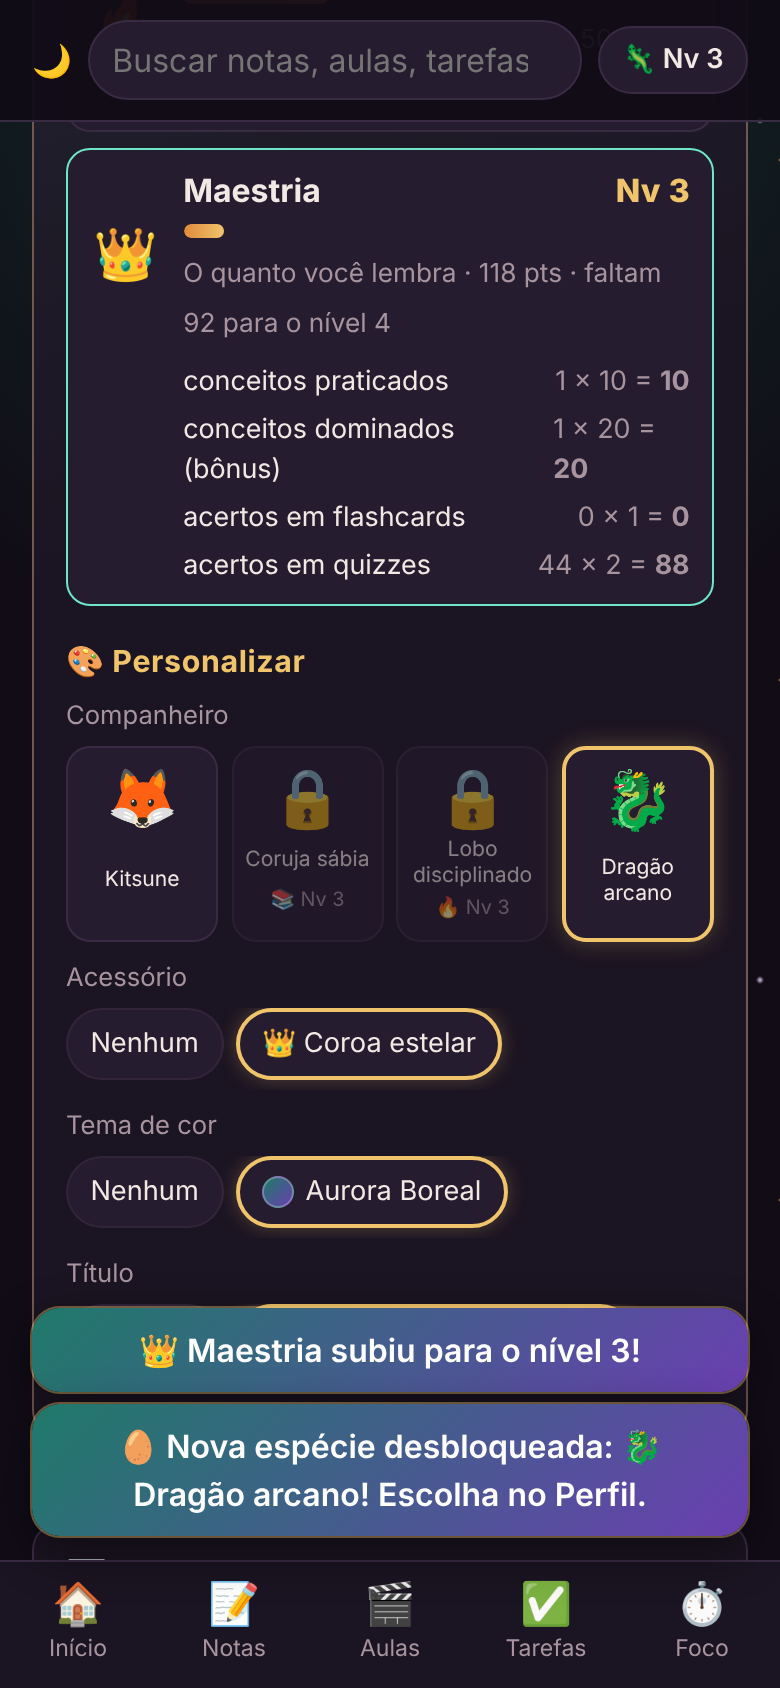 Buscar notas, aulas, tarefas
Nv 3
Maestria
Nv 3
O quanto você lembra · 118 pts · faltam
92 para o nível 4
conceitos praticados 1 × 10 = 10
conceitos dominados 1 × 20 =
(bônus) 20
acertos em flashcards 0 × 1 = 0
acertos em quizzes 44 × 2 = 88
Personalizar
Companheiro
Kitsune
Coruja sábia
Nv 3
Lobo
disciplinado
Nv 3
Dragão
arcano
Acessório
Nenhum
Coroa estelar
Tema de cor
Nenhum
Aurora Boreal
Título
Maestria subiu para o nível 3!
Nova espécie desbloqueada:
Dragão arcano! Escolha no Perfil.
Início
Notas
Aulas
Tarefas
Foco